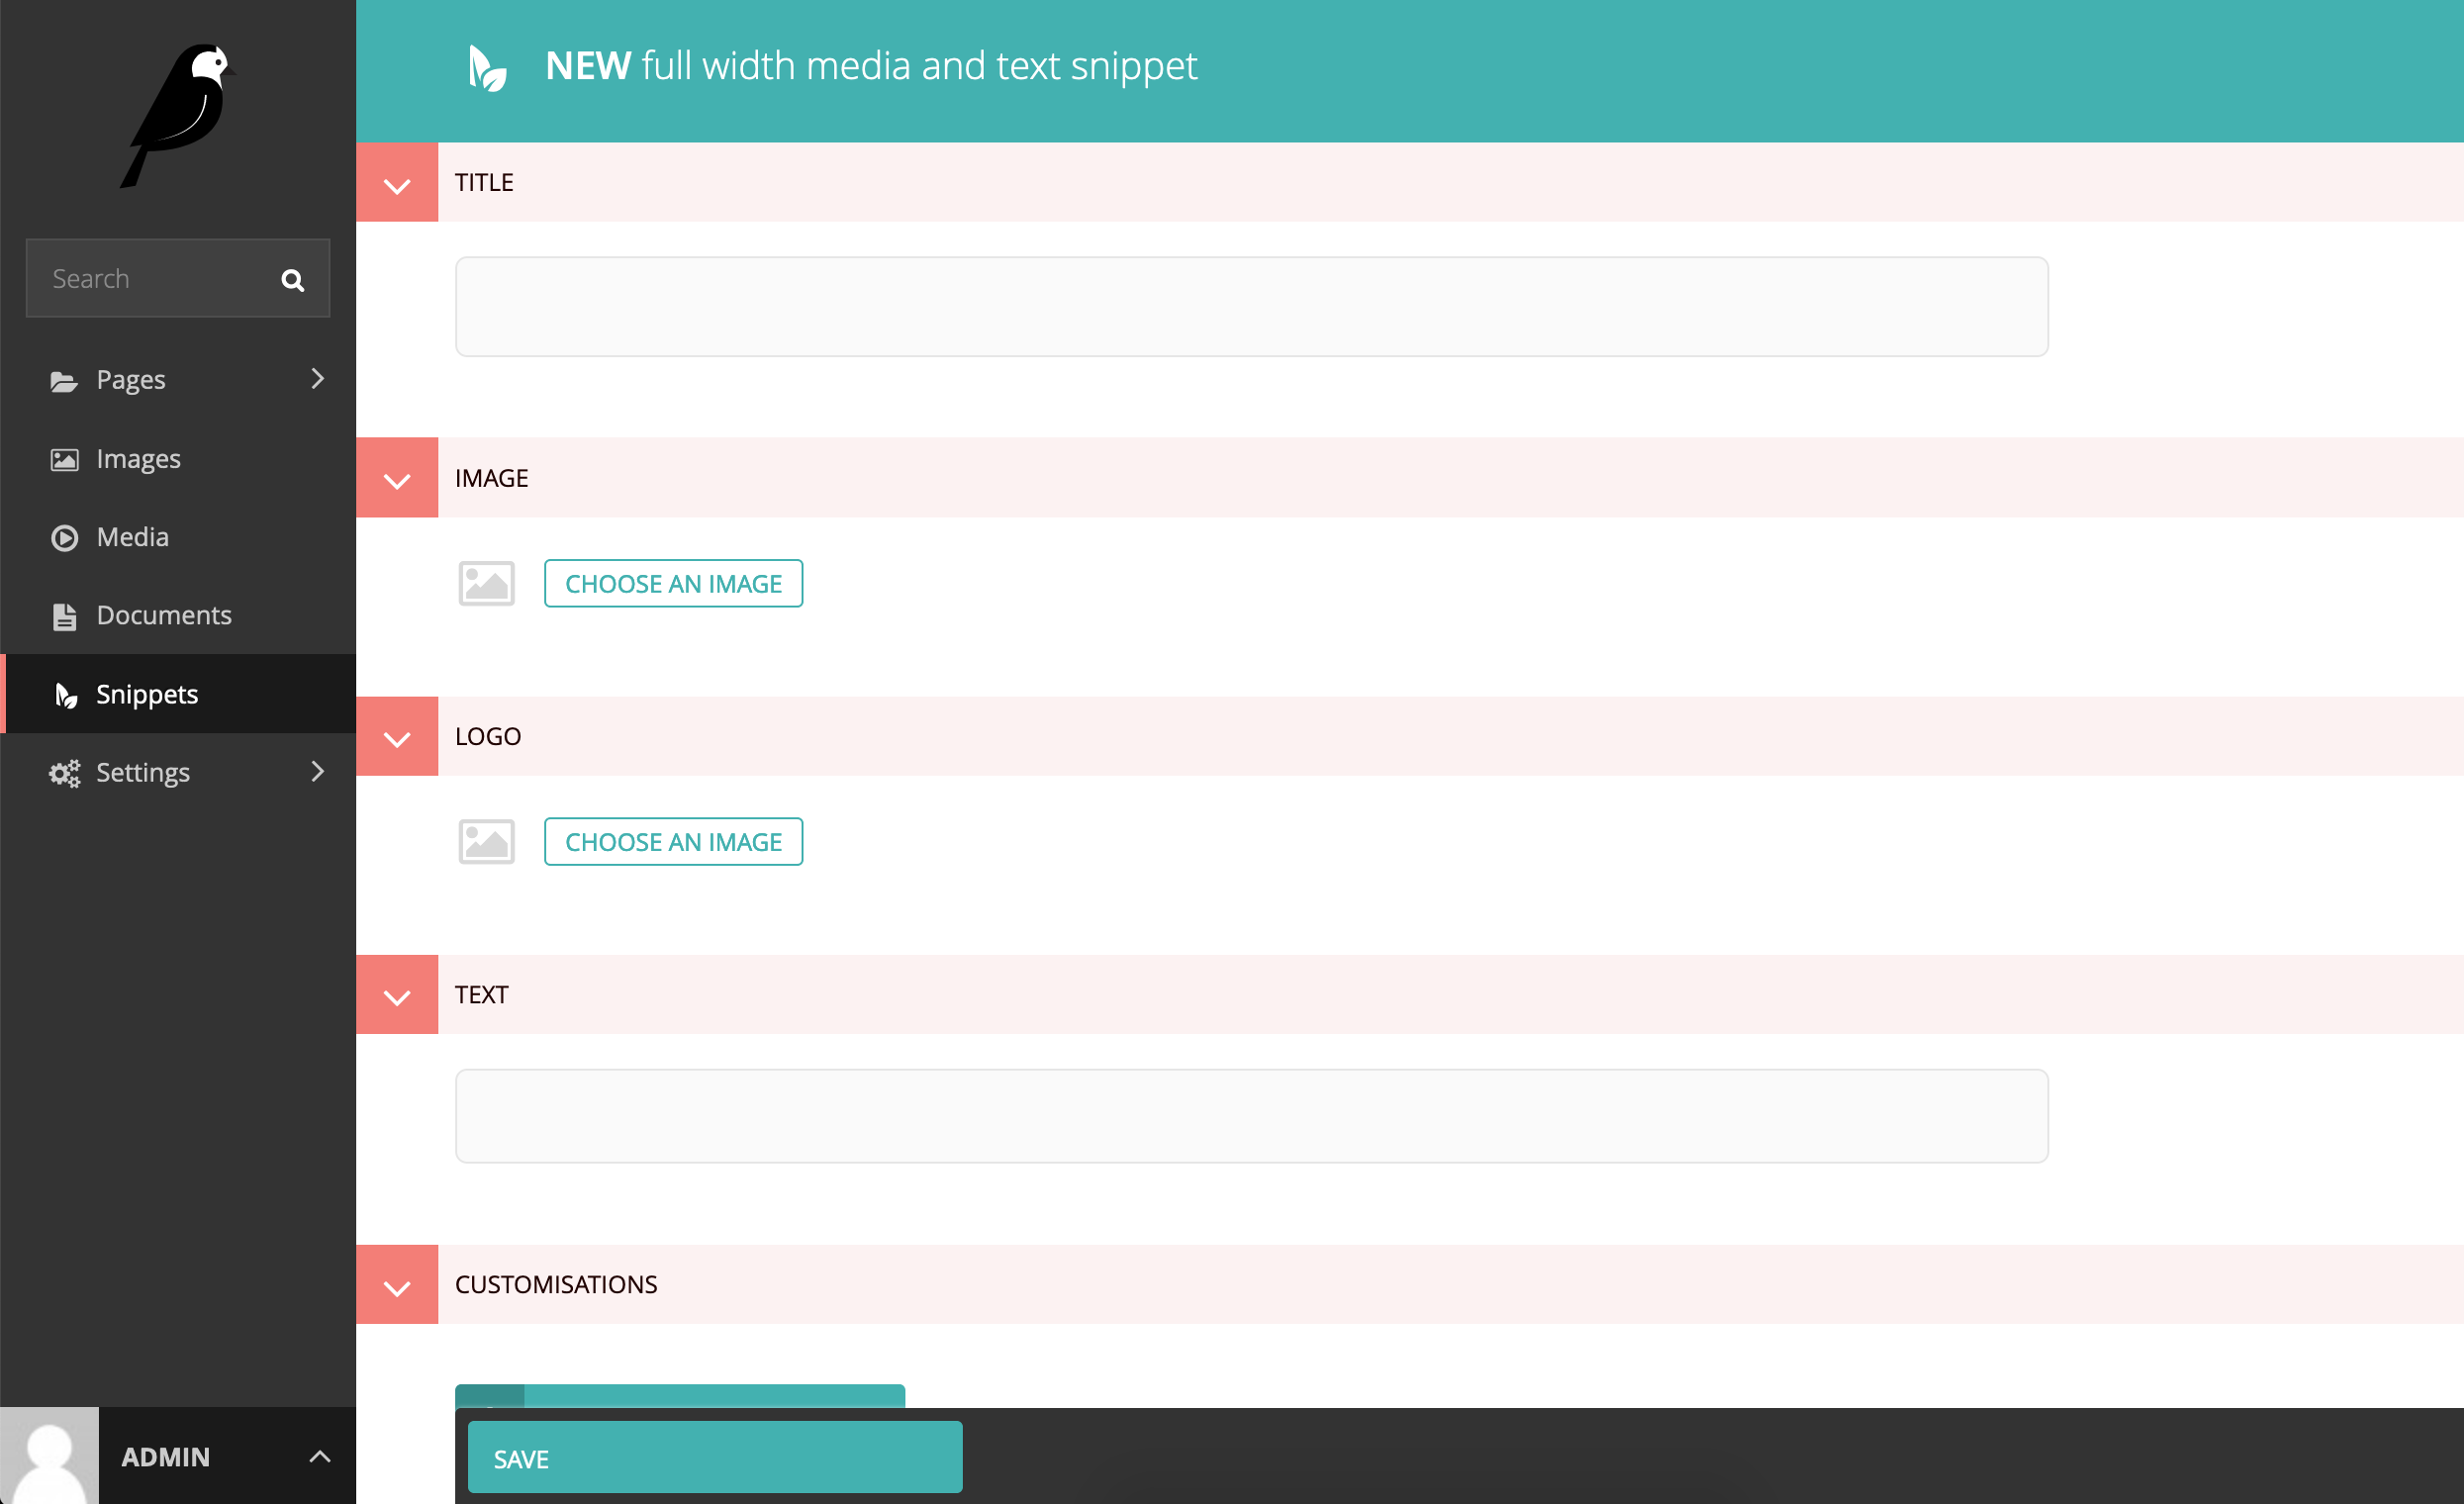 NEW full width media and text snippet
Search
Pages
Images
Media
Documents
Snippets
Settings
ADMIN
TITLE
IMAGE
CHOOSE AN IMAGE
LOGO
CHOOSE AN IMAGE
TEXT
CUSTOMISATIONS
SAVE